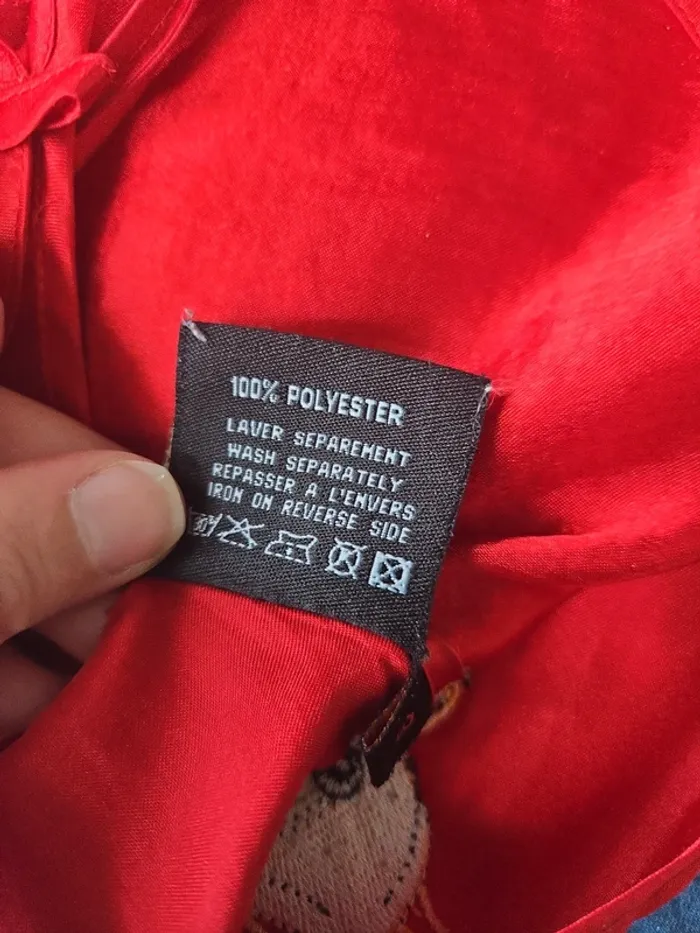 100% POLYESTER
LAVER SEPAREMENT
WASH SEPARATELY
REPASSER A L'ENVERS
IRON ON REVERSE SIDE